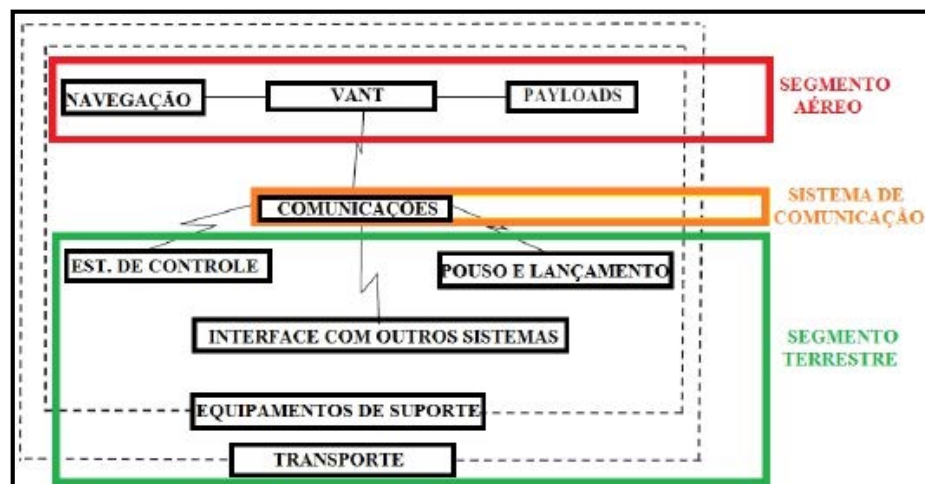 NAVEGAÇÃO
VANT
PAYLOADS
SEGMENTO
AÉREO
COMUNICAÇÕES
SISTEMA DE
COMUNICAÇÃO
EST. DE CONTROLE
POUSO E LANÇAMENTO
INTERFACE COM OUTROS SISTEMAS
SEGMENTO
TERRESTRE
EQUIPAMENTOS DE SUPORTE
TRANSPORTE